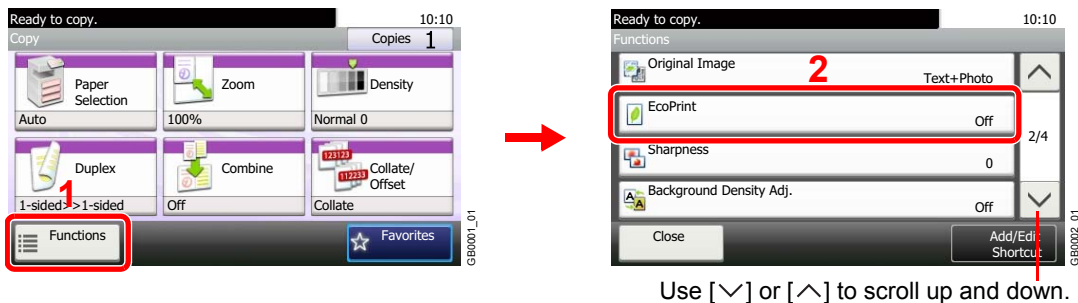 Ready to copy. 10:10
Copy Copies 1
Paper Selection
Auto
Zoom
100%
Density
Normal 0
Duplex
1-sided>>1-sided
Combine
Off
123123
112233
Collate/Offset
Collate
1
Functions
Favorites
GB0001_01
Ready to copy. 10:10
Functions
Original Image
Text+Photo
2
EcoPrint
Off
2/4
Sharpness
0
Background Density Adj.
Off
Close
Add/Edit
Shortcut
GB0002_01
Use [﹀] or [︿] to scroll up and down.